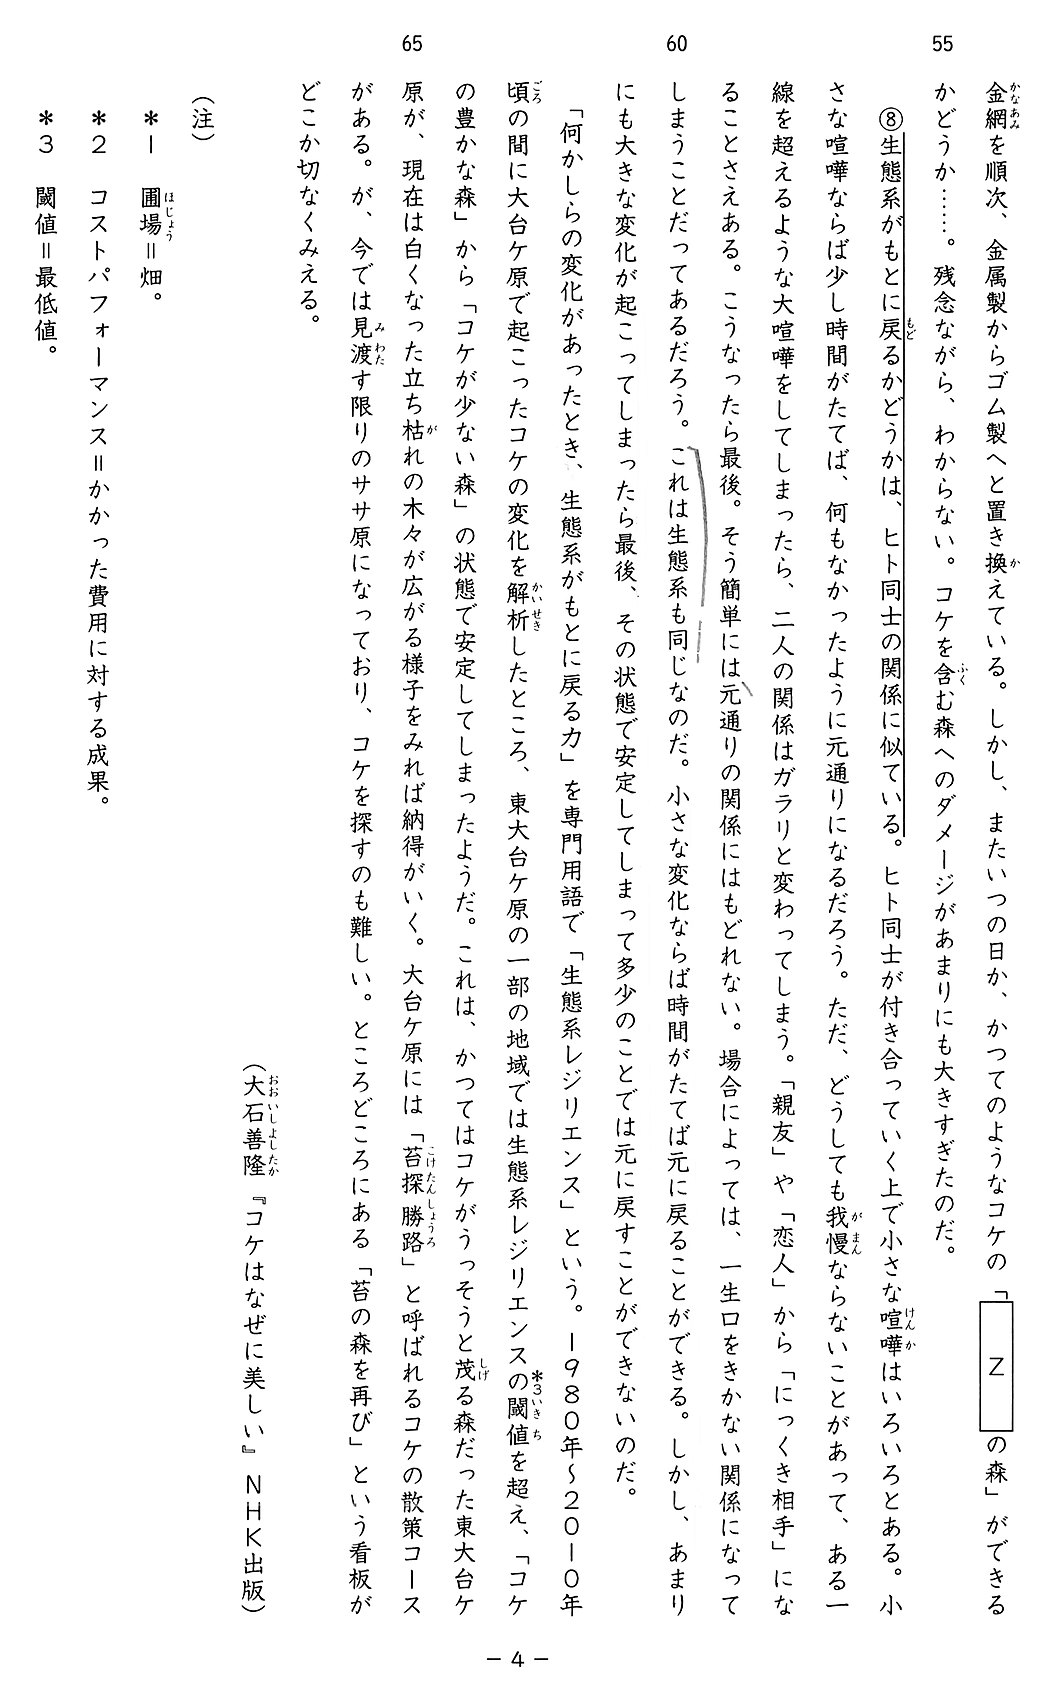 55
金網を順次、金属製からゴム製へと置き換えている。しかし、またいつの日か、かつてのようなコケの「 Z の森」ができる
かどうか……。残念ながら、わからない。コケを含む森へのダメージがあまりにも大きすぎたのだ。
⑧生態系がもとに戻るかどうかは、ヒト同士の関係に似ている。ヒト同士が付き合っていく上で小さな喧嘩はいろいろとある。小
さな喧嘩ならば少し時間がたてば、何もなかったように元通りになるだろう。ただ、どうしても我慢ならないことがあって、ある一
線を超えるような大喧嘩をしてしまったら、二人の関係はガラリと変わってしまう。「親友」や「恋人」から「にっくき相手」にな
60
ることさえある。こうなったら最後。そう簡単には元通りの関係にはもどれない。場合によっては、一生口をきかない関係になって
しまうことだってあるだろう。これは生態系も同じなのだ。小さな変化ならば時間がたてば元に戻ることができる。しかし、あまり
にも大きな変化が起こってしまったら最後、その状態で安定してしまって多少のことでは元に戻すことができないのだ。
「何かしらの変化があったとき、生態系がもとに戻る力」を専門用語で「生態系レジリエンス」という。1980年〜2010年
頃の間に大台ケ原で起こったコケの変化を解析したところ、東大台ケ原の一部の地域では生態系レジリエンスの*3閾値を超え、「コケ
の豊かな森」から「コケが少ない森」の状態で安定してしまったようだ。これは、かつてはコケがうっそうと茂る森だった東大台ケ
65
原が、現在は白くなった立ち枯れの木々が広がる様子をみれば納得がいく。大台ケ原には「苔探勝路」と呼ばれるコケの散策コース
がある。が、今では見渡す限りのササ原になっており、コケを探すのも難しい。ところどころにある「苔の森を再び」という看板が
どこか切なくみえる。
（大石善隆『コケはなぜに美しい』NHK出版）
（注）
*1 圃場＝畑。
*2 コストパフォーマンス＝かかった費用に対する成果。
*3 閾値＝最低値。
－4－